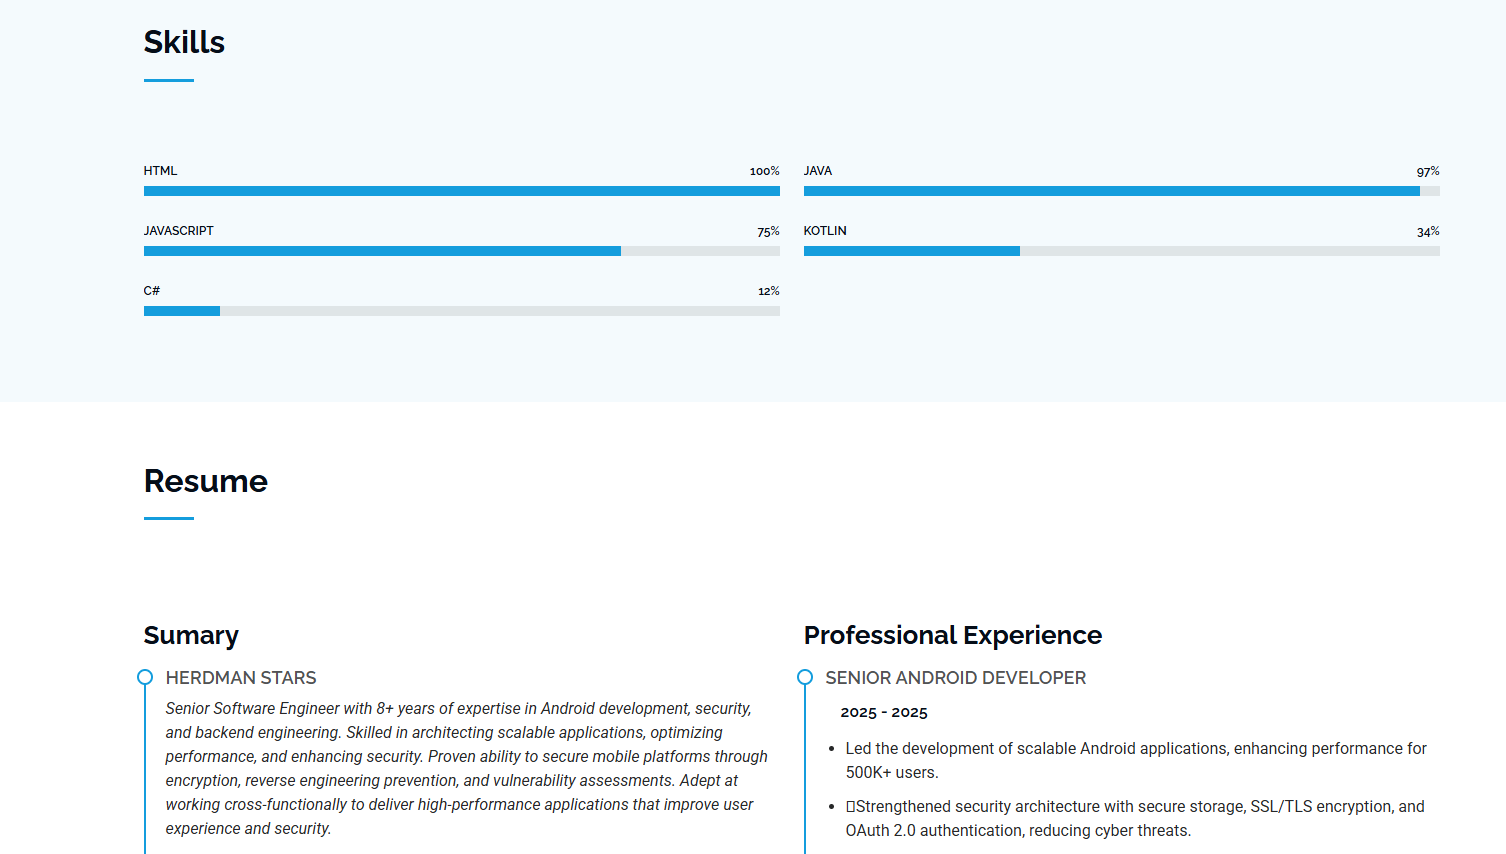 Skills
HTML 100%
JAVA 97%
JAVASCRIPT 75%
KOTLIN 34%
C# 12%
Resume
Sumary
HERDMAN STARS
Senior Software Engineer with 8+ years of expertise in Android development, security,
and backend engineering. Skilled in architecting scalable applications, optimizing
performance, and enhancing security. Proven ability to secure mobile platforms through
encryption, reverse engineering prevention, and vulnerability assessments. Adept at
working cross-functionally to deliver high-performance applications that improve user
experience and security.
Professional Experience
SENIOR ANDROID DEVELOPER
2025 - 2025
• Led the development of scalable Android applications, enhancing performance for
500K+ users.
• Strengthened security architecture with secure storage, SSL/TLS encryption, and
OAuth 2.0 authentication, reducing cyber threats.